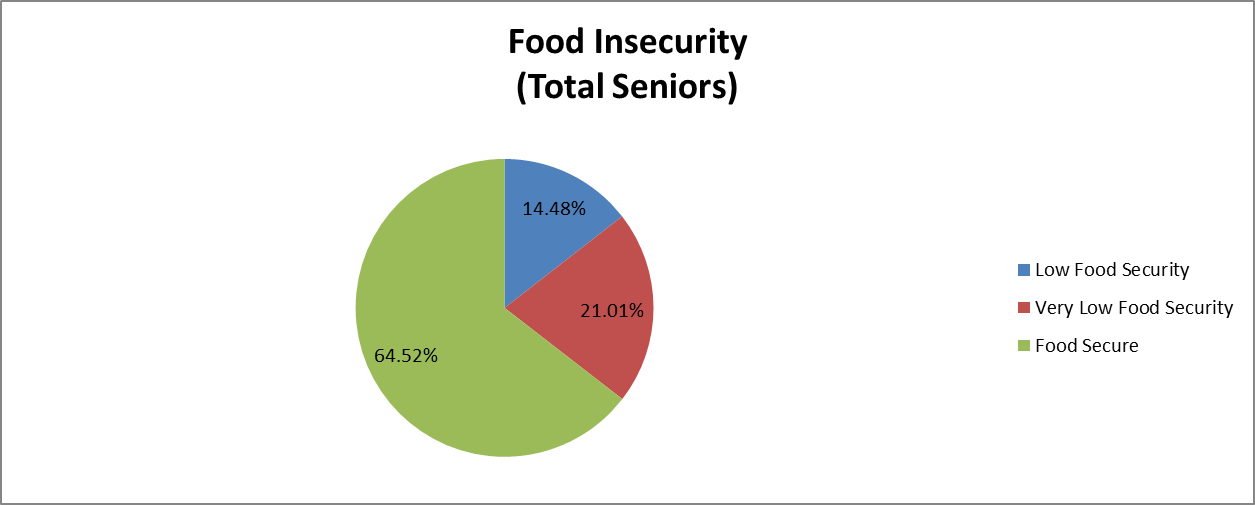 Food Insecurity
(Total Seniors)
14.48%
21.01%
64.52%
Low Food Security
Very Low Food Security
Food Secure